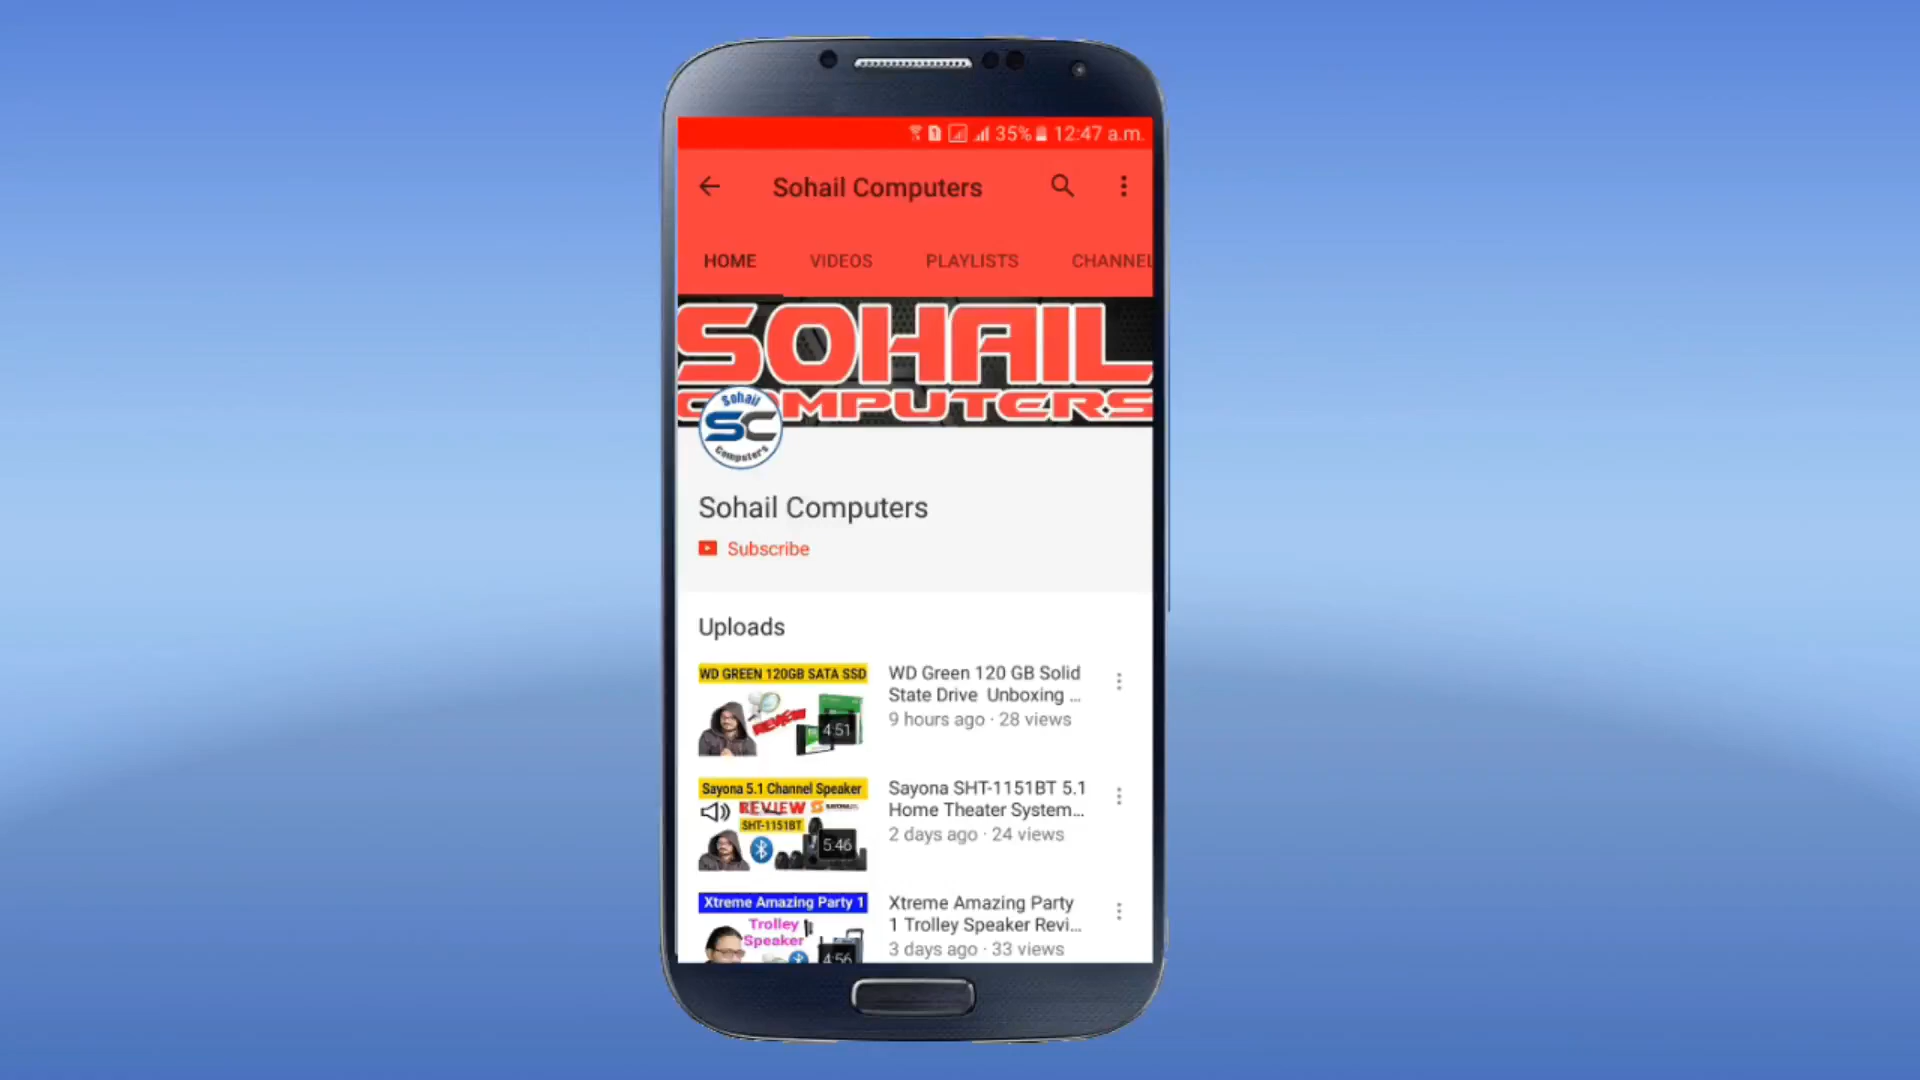 35% 12:47 a.m.
Sohail Computers
HOME VIDEOS PLAYLISTS CHANNEL
SOHAIL
COMPUTERS
Sohail
SC
Computers
Sohail Computers
Subscribe
Uploads
WD GREEN 120GB SATA SSD
REVIEW
4:51
WD Green 120 GB Solid
State Drive Unboxing ...
9 hours ago · 28 views
Sayona 5.1 Channel Speaker
REVIEW SAYONA
SHT-1151BT
5:46
Sayona SHT-1151BT 5.1
Home Theater System...
2 days ago · 24 views
Xtreme Amazing Party 1
Trolley
Speaker
4:56
Xtreme Amazing Party
1 Trolley Speaker Revi...
3 days ago · 33 views